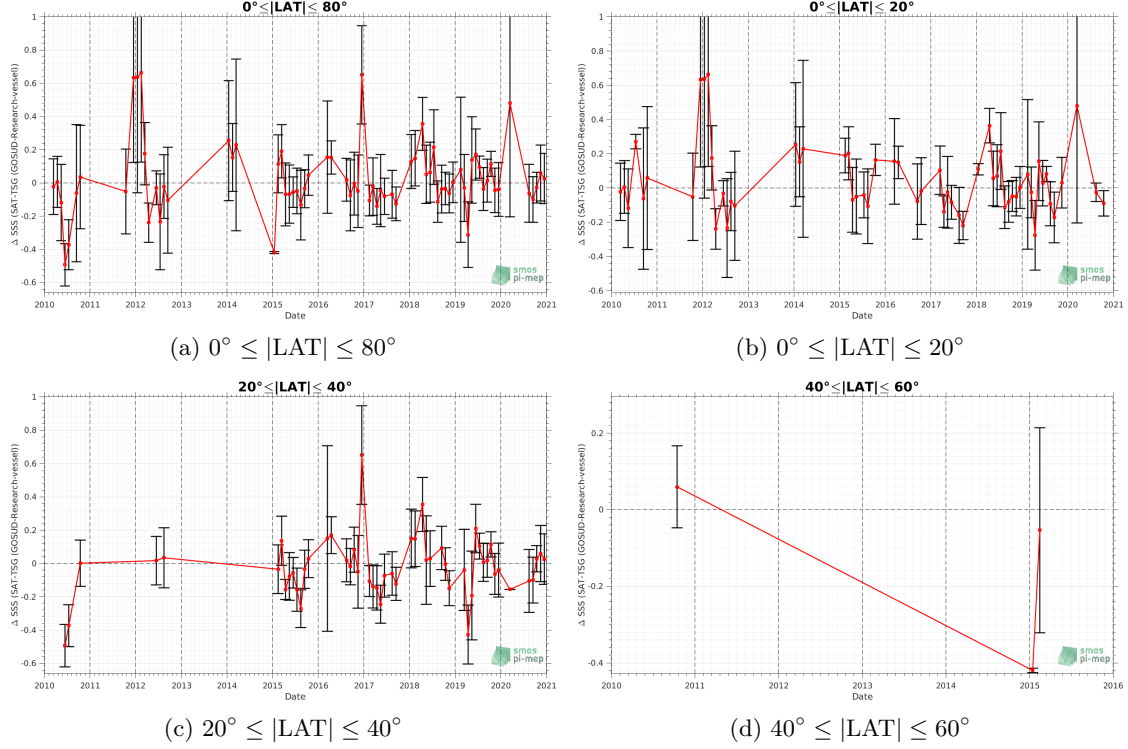 0°≤|LAT|≤ 80°
Δ SSS (SAT-TSG (GOSUD-Research-vessel))
1
0.8
0.6
0.4
0.2
0
-0.2
-0.4
-0.6
2010 2011 2012 2013 2014 2015 2016 2017 2018 2019 2020 2021
Date
smos
pi-mep
(a) 0° ≤ |LAT| ≤ 80°
0°≤|LAT|≤ 20°
Δ SSS (SAT-TSG (GOSUD-Research-vessel))
1
0.8
0.6
0.4
0.2
0
-0.2
-0.4
-0.6
2010 2011 2012 2013 2014 2015 2016 2017 2018 2019 2020 2021
Date
smos
pi-mep
(b) 0° ≤ |LAT| ≤ 20°
20°≤|LAT|≤ 40°
Δ SSS (SAT-TSG (GOSUD-Research-vessel))
1
0.8
0.6
0.4
0.2
0
-0.2
-0.4
-0.6
2010 2011 2012 2013 2014 2015 2016 2017 2018 2019 2020 2021
Date
smos
pi-mep
(c) 20° ≤ |LAT| ≤ 40°
40°≤|LAT|≤ 60°
Δ SSS (SAT-TSG (GOSUD-Research-vessel))
0.2
0
-0.2
-0.4
2010 2011 2012 2013 2014 2015 2016
Date
smos
pi-mep
(d) 40° ≤ |LAT| ≤ 60°